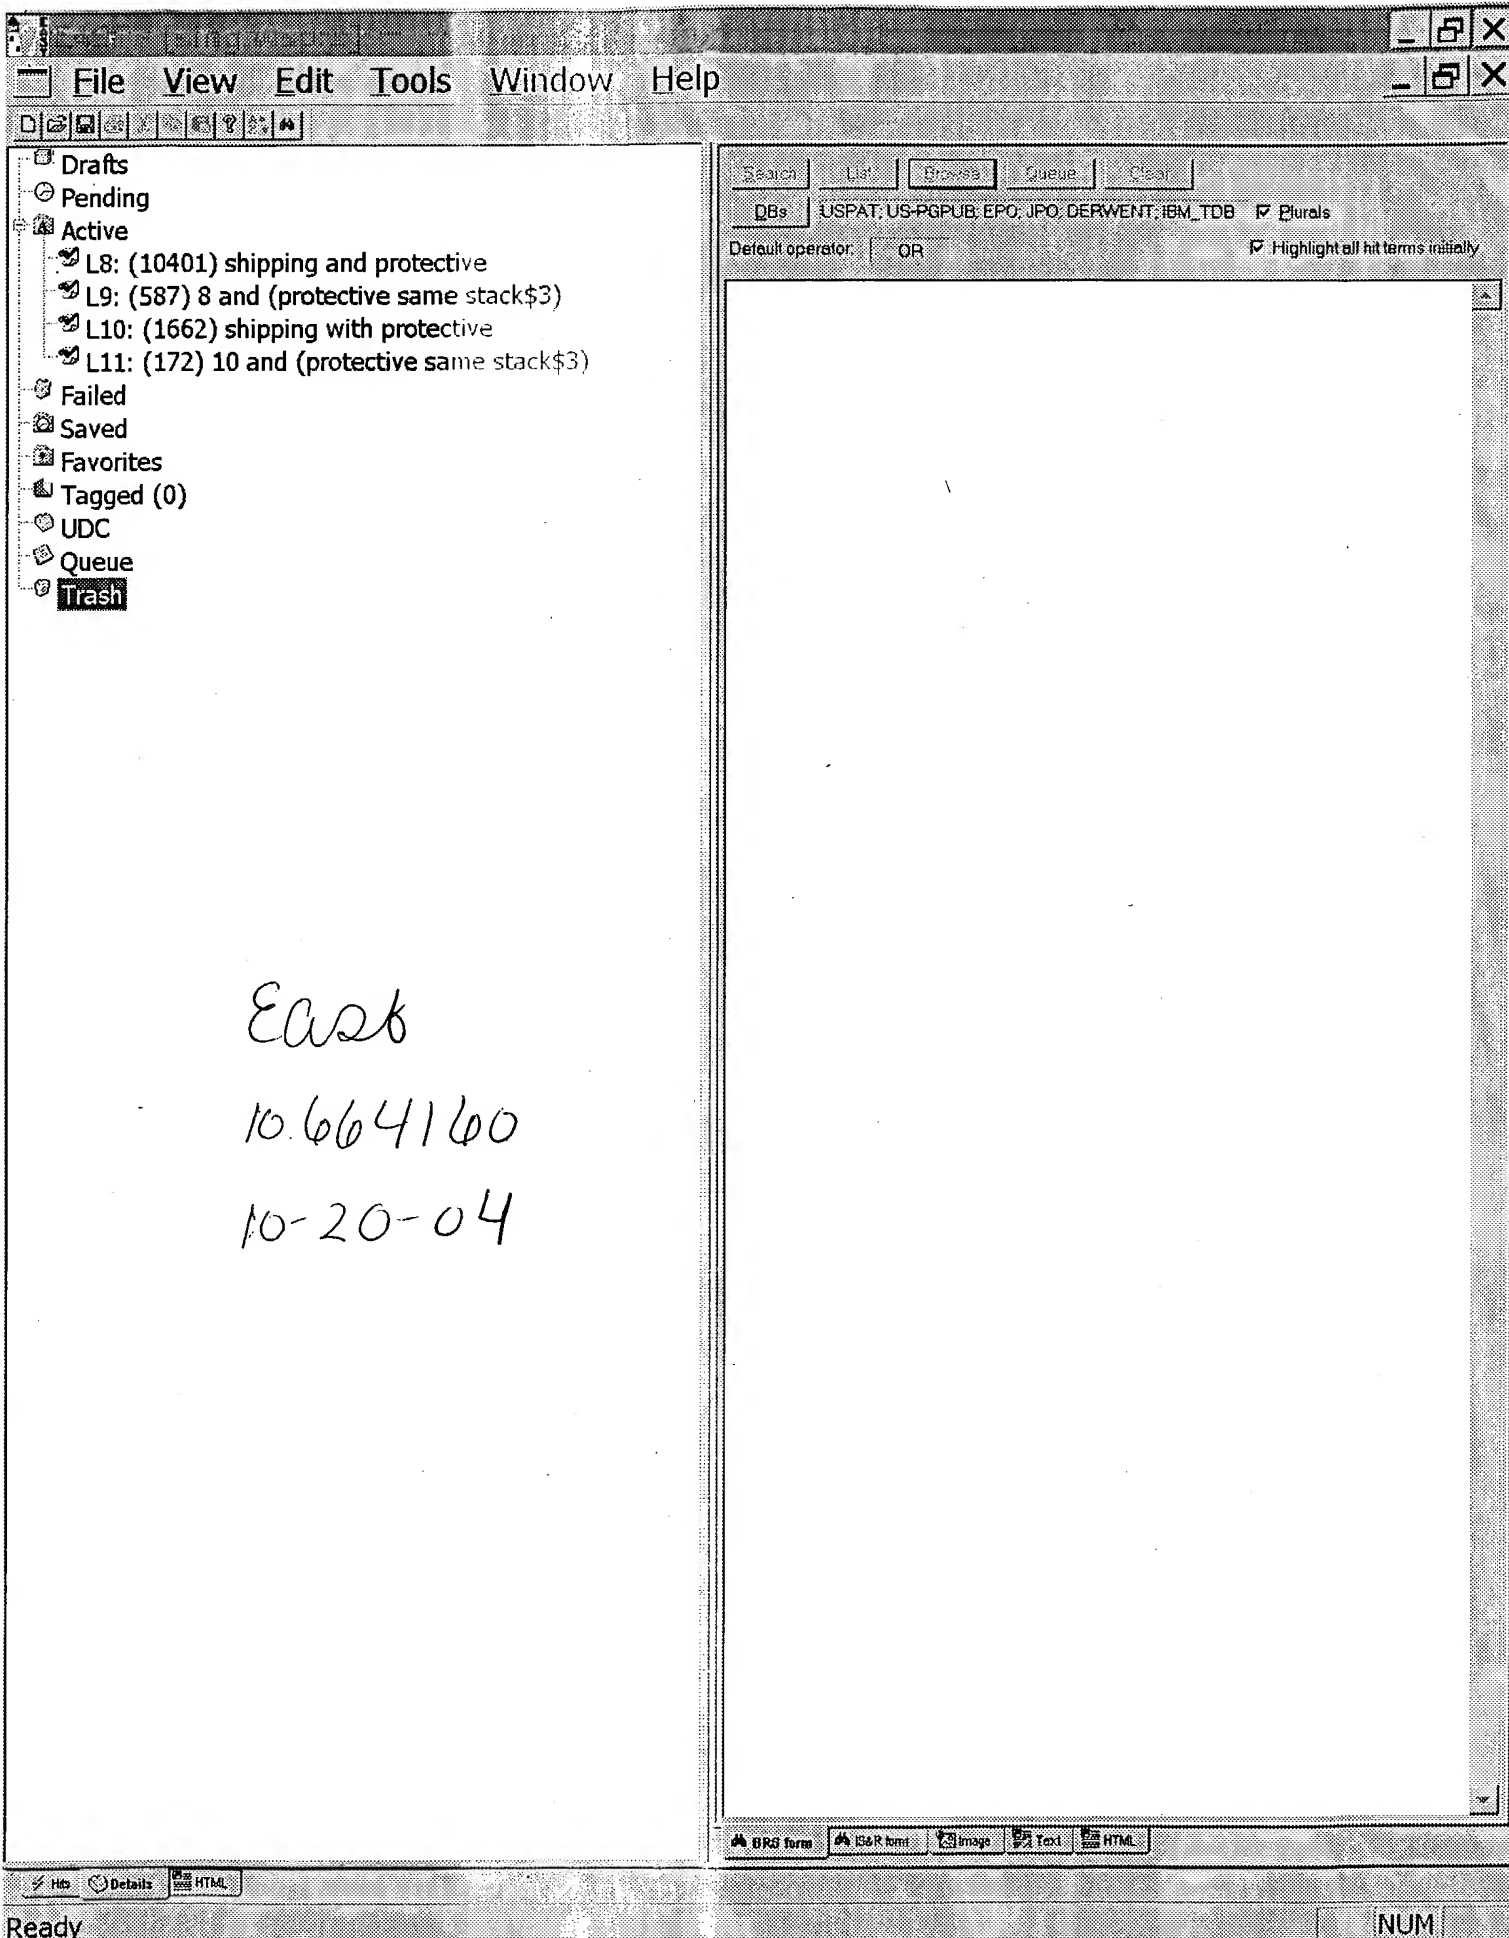 File View Edit Tools Window Help
Drafts
Pending
Active
L8: (10401) shipping and protective
L9: (587) 8 and (protective same stack$3)
L10: (1662) shipping with protective
L11: (172) 10 and (protective same stack$3)
Failed
Saved
Favorites
Tagged (0)
UDC
Queue
Trash
East
10.664160
10-20-04
Search List Browse Queue Clear
DBs USPAT; US-PGPUB; EPO; JPO; DERWENT; IBM_TDB Plurals
Default operator: OR Highlight all hit terms initially
BRS form IS&R form Image Text HTML
Hits Details HTML
Ready NUM